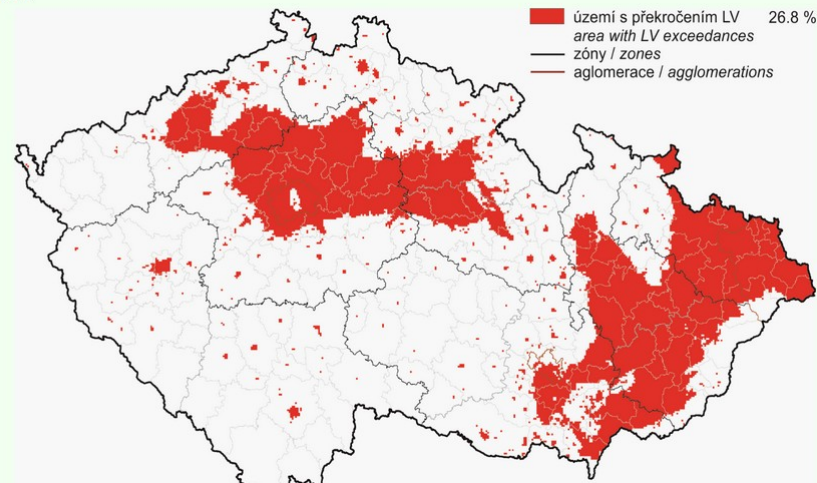 území s překročením LV 26.8 %
area with LV exceedances
zóny / zones
aglomerace / agglomerations